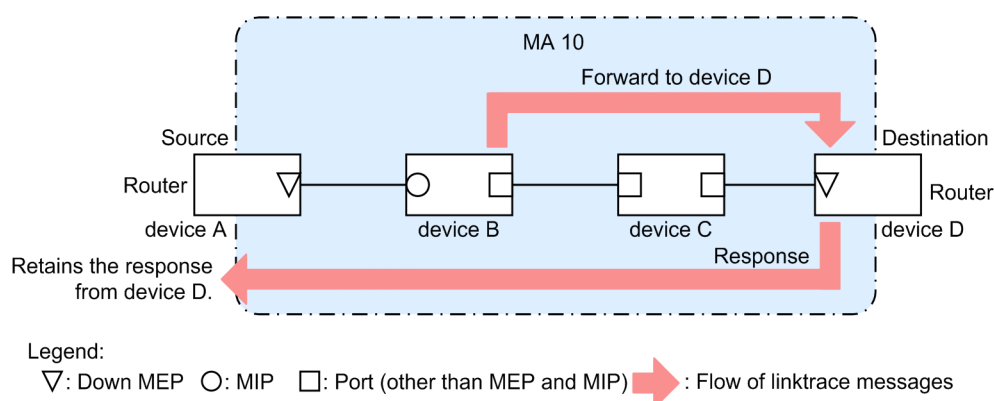 MA 10
Forward to device D
Source
Destination
Router
Router
device A
device B
device C
device D
Response
Retains the response
from device D.
Legend:
: Down MEP
: MIP
: Port (other than MEP and MIP)
: Flow of linktrace messages